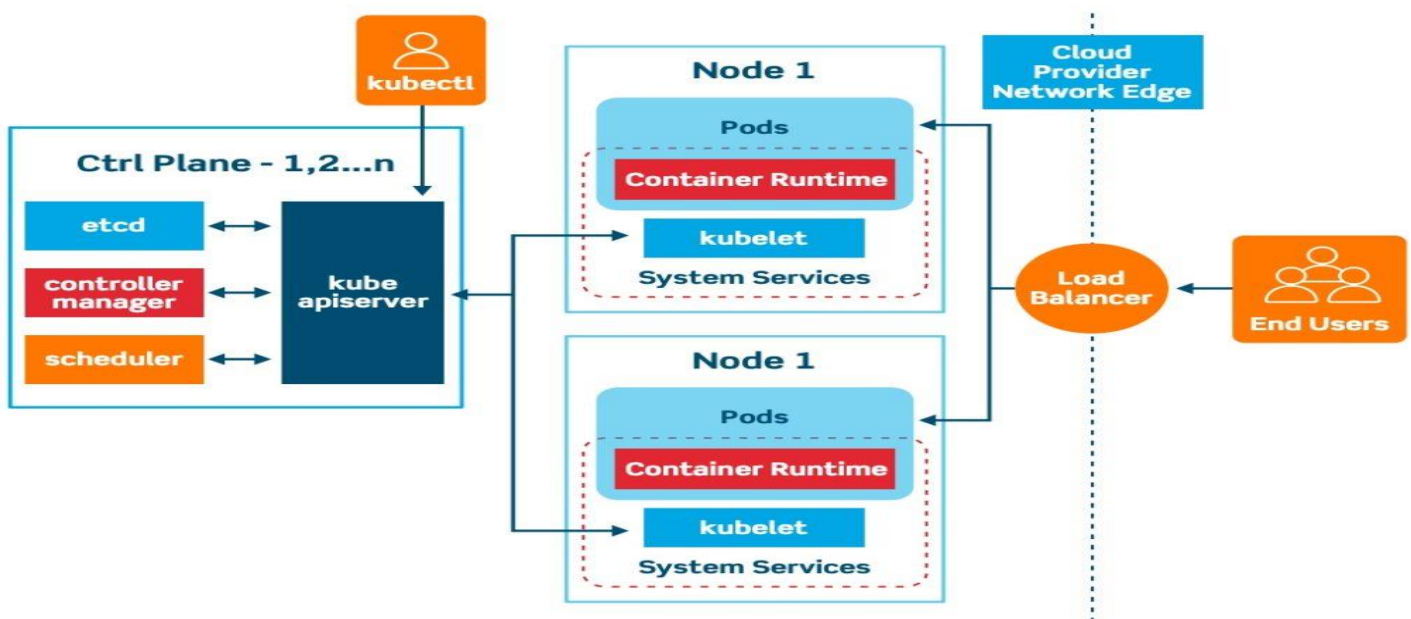 kubectl
Ctrl Plane - 1,2...n
etcd
controller
manager
scheduler
kube
apiserver
Node 1
Pods
Container Runtime
kubelet
System Services
Node 1
Pods
Container Runtime
kubelet
System Services
Cloud
Provider
Network Edge
Load
Balancer
End Users